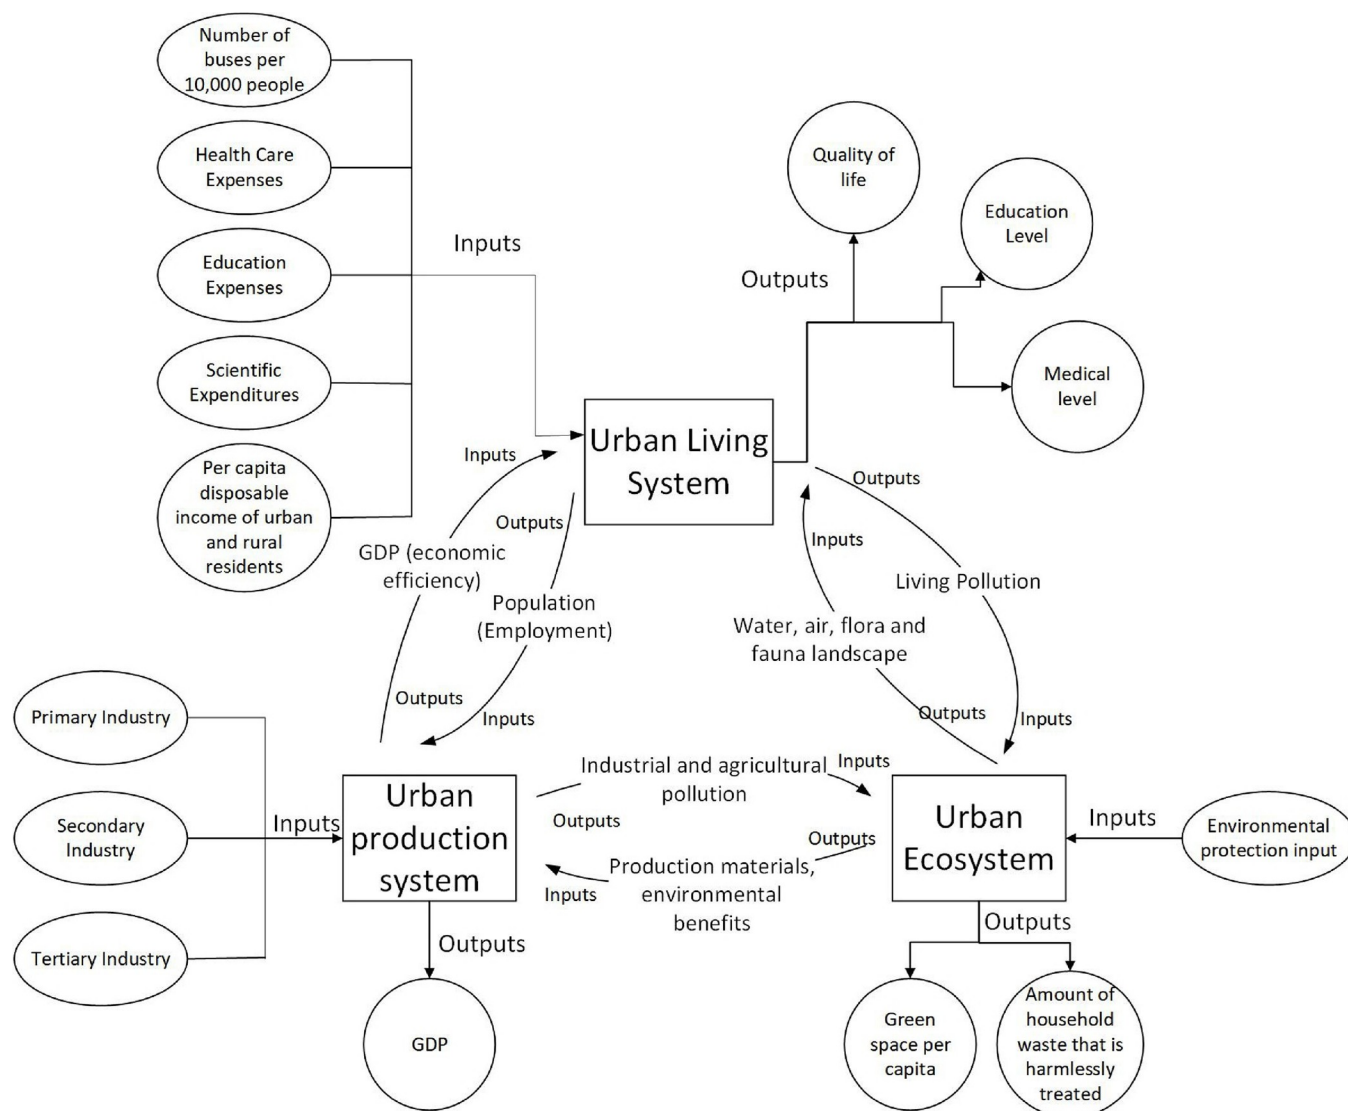 Number of
buses per
10,000 people
Health Care
Expenses
Education
Expenses
Scientific
Expenditures
Per capita
disposable
income of urban
and rural
residents
Inputs
Quality of
life
Education
Level
Medical
level
Outputs
Urban Living
System
Inputs
Outputs
GDP (economic
efficiency)
Population
(Employment)
Outputs
Inputs
Outputs
Inputs
Living Pollution
Water, air, flora and
fauna landscape
Outputs
Inputs
Primary Industry
Secondary
Industry
Tertiary Industry
Inputs
Urban
production
system
Outputs
GDP
Industrial and agricultural
pollution
Inputs
Outputs
Outputs
Production materials,
environmental
benefits
Inputs
Urban
Ecosystem
Inputs
Environmental
protection input
Outputs
Green
space per
capita
Amount of
household
waste that is
harmlessly
treated